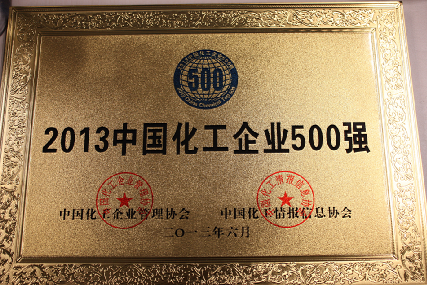 500
2013中国化工企业500强
中国化工企业管理协会 中国化工情报信息协会
二〇一三年六月